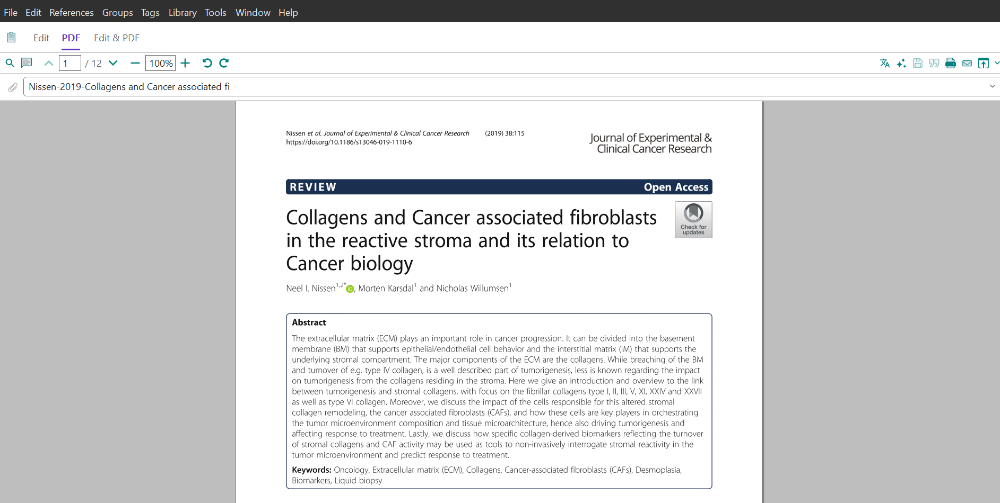 File Edit References Groups Tags Library Tools Window Help
Edit PDF Edit & PDF
1 / 12 100%
Nissen-2019-Collagens and Cancer associated fi
Nissen et al. Journal of Experimental & Clinical Cancer Research (2019) 38:115
https://doi.org/10.1186/s13046-019-1110-6
Journal of Experimental &
Clinical Cancer Research
REVIEW Open Access
Collagens and Cancer associated fibroblasts
in the reactive stroma and its relation to
Cancer biology
Check for
updates
Neel I. Nissen1,2* iD, Morten Karsdal1 and Nicholas Willumsen1
Abstract
The extracellular matrix (ECM) plays an important role in cancer progression. It can be divided into the basement
membrane (BM) that supports epithelial/endothelial cell behavior and the interstitial matrix (IM) that supports the
underlying stromal compartment. The major components of the ECM are the collagens. While breaching of the BM
and turnover of e.g. type IV collagen, is a well described part of tumorigenesis, less is known regarding the impact
on tumorigenesis from the collagens residing in the stroma. Here we give an introduction and overview to the link
between tumorigenesis and stromal collagens, with focus on the fibrillar collagens type I, II, III, V, XI, XXIV and XXVII
as well as type VI collagen. Moreover, we discuss the impact of the cells responsible for this altered stromal
collagen remodeling, the cancer associated fibroblasts (CAFs), and how these cells are key players in orchestrating
the tumor microenvironment composition and tissue microarchitecture, hence also driving tumorigenesis and
affecting response to treatment. Lastly, we discuss how specific collagen-derived biomarkers reflecting the turnover
of stromal collagens and CAF activity may be used as tools to non-invasively interrogate stromal reactivity in the
tumor microenvironment and predict response to treatment.
Keywords: Oncology, Extracellular matrix (ECM), Collagens, Cancer-associated fibroblasts (CAFs), Desmoplasia,
Biomarkers, Liquid biopsy